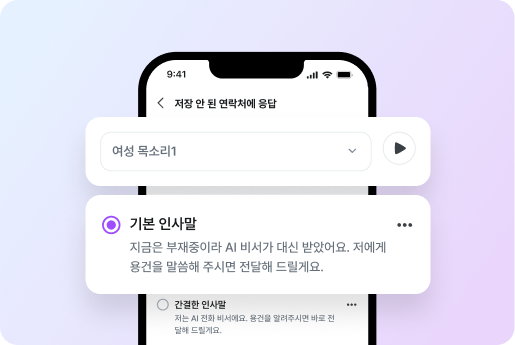 9:41
저장 안 된 연락처에 응답
여성 목소리1
기본 인사말
지금은 부재중이라 AI 비서가 대신 받았어요. 저에게
용건을 말씀해 주시면 전달해 드릴게요.
간결한 인사말
저는 AI 전화 비서예요. 용건을 알려주시면 바로 전
달해 드릴게요.